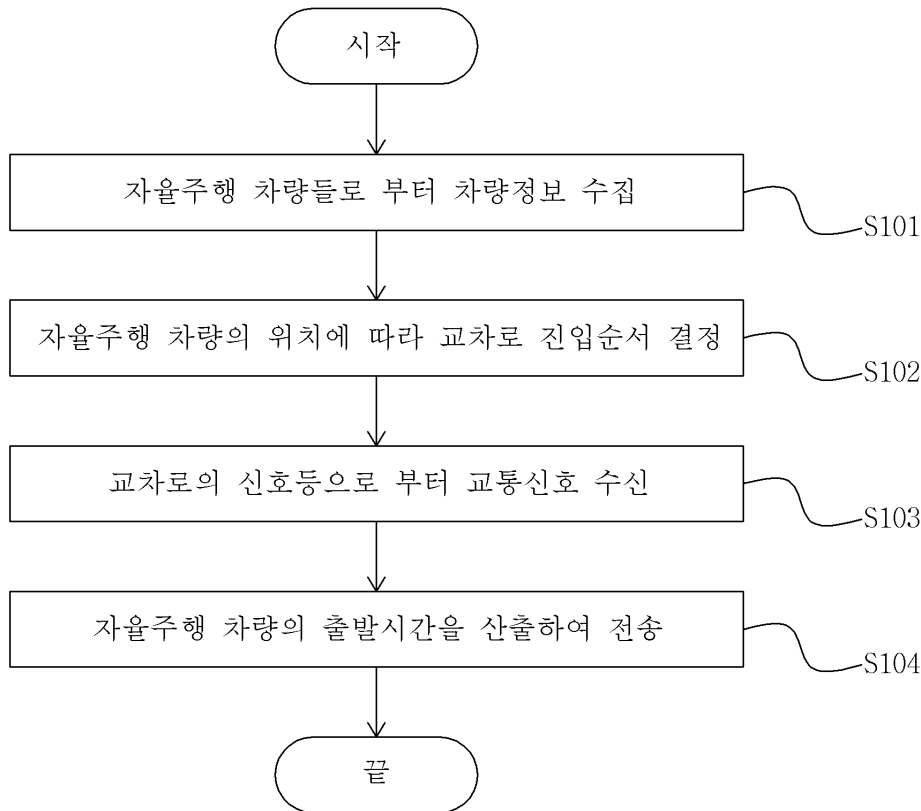 시작
자율주행 차량들로 부터 차량정보 수집
S101
자율주행 차량의 위치에 따라 교차로 진입순서 결정
S102
교차로의 신호등으로 부터 교통신호 수신
S103
자율주행 차량의 출발시간을 산출하여 전송
S104
끝